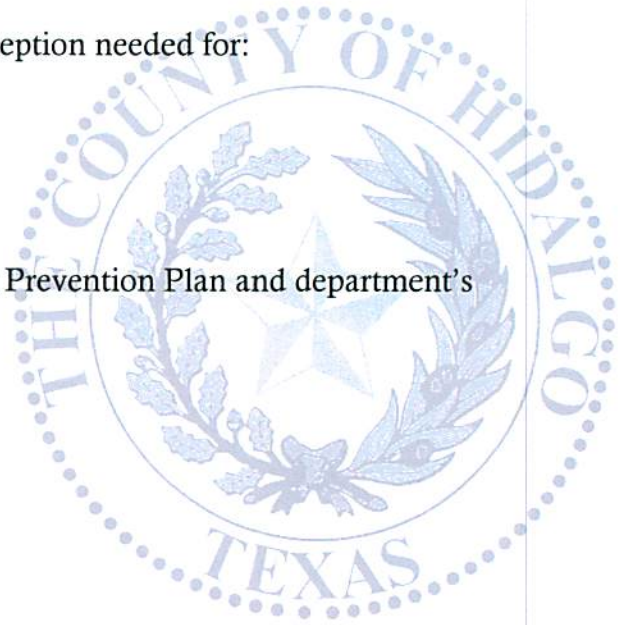 eption needed for:
Prevention Plan and department's
THE COUNTY OF HIDALGO
TEXAS